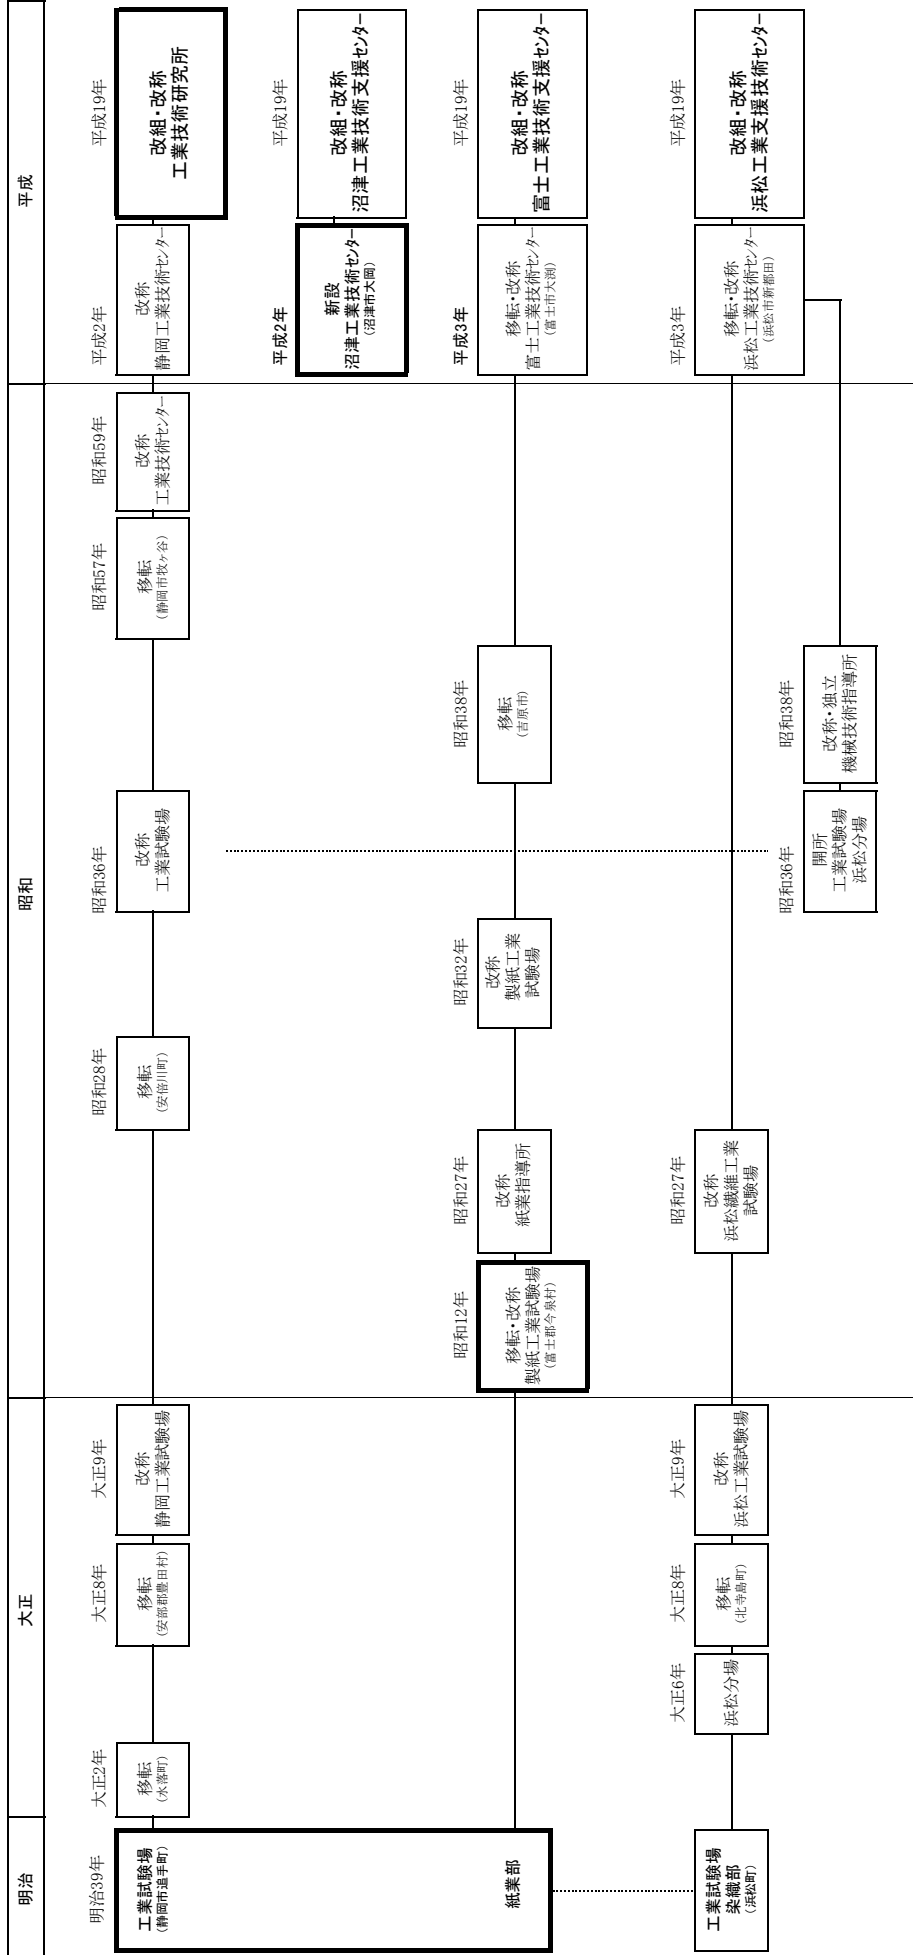 明治
大正
昭和
平成
明治39年
工業試験場
(静岡市追手町)
紙業部
大正2年
移転
(水落町)
大正8年
移転
(安部郡豊田村)
大正9年
改称
静岡工業試験場
昭和28年
移転
(安倍川町)
昭和36年
改称
工業試験場
昭和57年
移転
(静岡市牧ヶ谷)
昭和59年
改称
工業技術センター
平成2年
改称
静岡工業技術センター
平成19年
改組・改称
工業技術研究所
平成2年
新設
沼津工業技術センター
(沼津市大岡)
平成19年
改組・改称
沼津工業技術支援センター
昭和12年
移転・改称
製紙工業試験場
(富士郡今泉村)
昭和27年
改称
紙業指導所
昭和32年
改称
製紙工業
試験場
昭和38年
移転
(吉原市)
平成3年
移転・改称
富士工業技術センター
(富士市大渕)
平成19年
改組・改称
富士工業技術支援センター
工業試験場
染織部
(浜松町)
大正6年
浜松分場
大正8年
移転
(北寺島町)
大正9年
改称
浜松工業試験場
昭和27年
改称
浜松繊維工業
試験場
平成3年
移転・改称
浜松工業技術センター
(浜松市新都田)
平成19年
改組・改称
浜松工業支援技術センター
昭和36年
開所
工業試験場
浜松分場
昭和38年
改称・独立
機械技術指導所